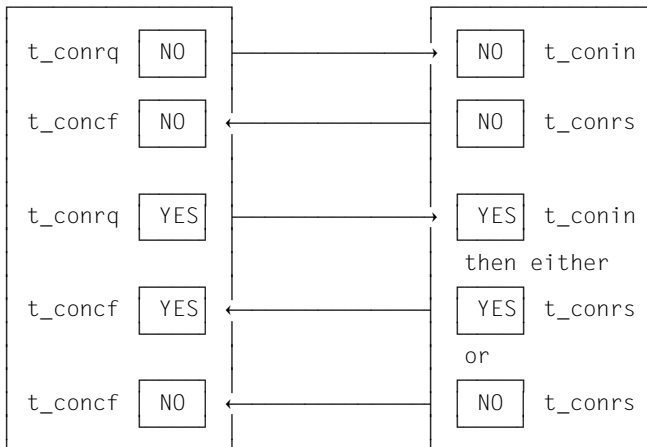 t_conrq NO NO t_conin
t_concf NO NO t_conrs
t_conrq YES YES t_conin
then either
t_concf YES YES t_conrs
or
t_concf NO NO t_conrs